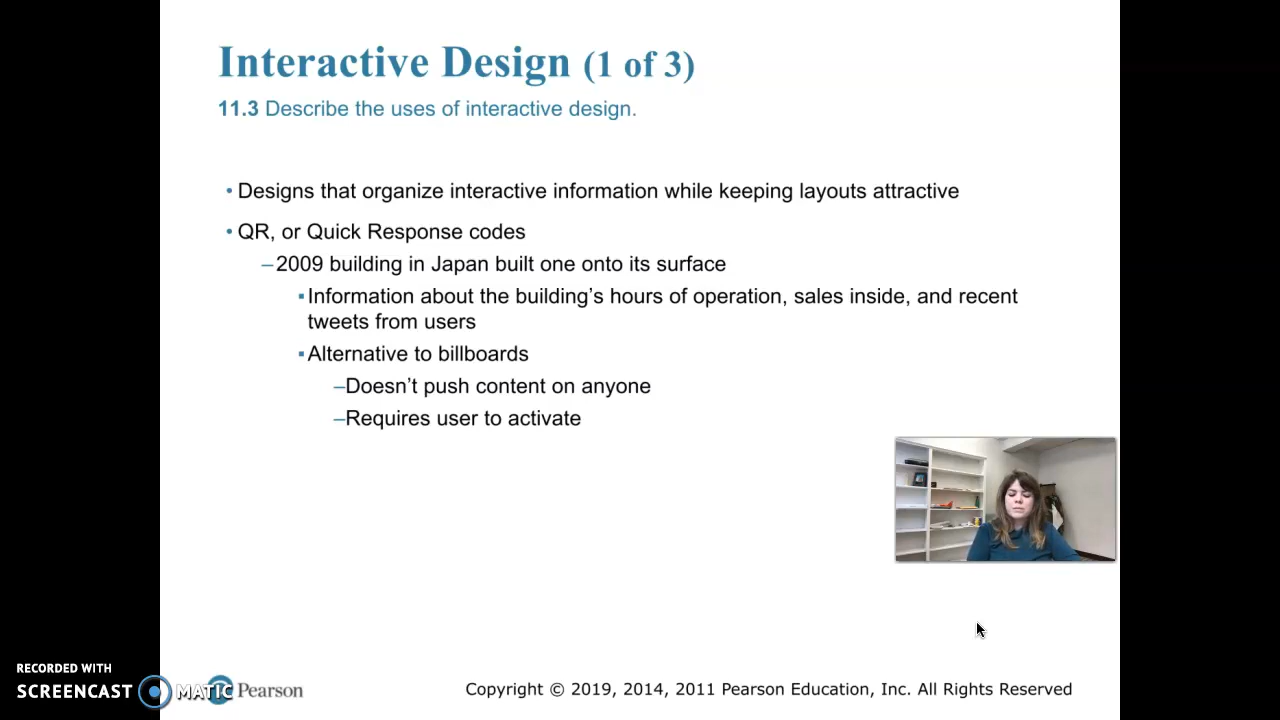 Interactive Design (1 of 3)
11.3 Describe the uses of interactive design.
• Designs that organize interactive information while keeping layouts attractive
• QR, or Quick Response codes
–2009 building in Japan built one onto its surface
▪Information about the building’s hours of operation, sales inside, and recent
tweets from users
▪Alternative to billboards
–Doesn’t push content on anyone
–Requires user to activate
RECORDED WITH
SCREENCAST MATIC
Pearson
Copyright © 2019, 2014, 2011 Pearson Education, Inc. All Rights Reserved